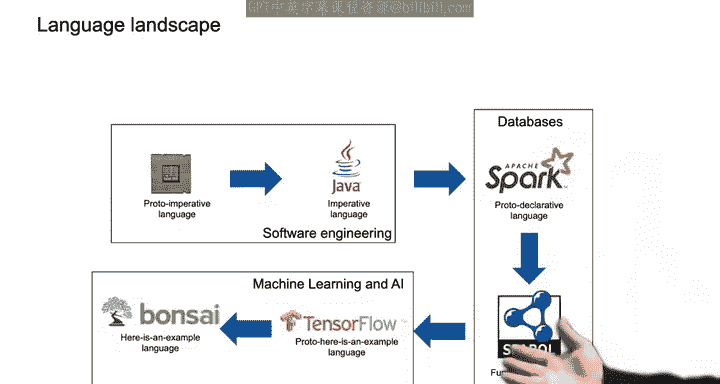 GPT中英字幕课程资源@bilibili.com
Language landscape
Databases
APACHE
Spark
Proto-declarative
language
Java
Proto-imperative
language
Imperative
language
Software engineering
Machine Learning and AI
bonsai
Here-is-an-example
language
TensorFlow
Proto-here-is-an-example
language